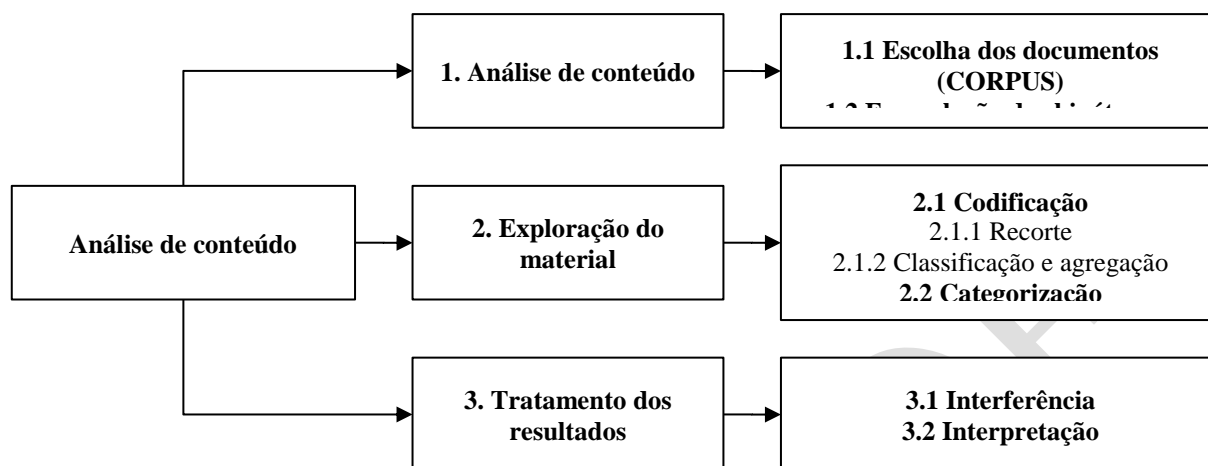 1. Análise de conteúdo
1.1 Escolha dos documentos
(CORPUS)
1.2
Análise de conteúdo
2. Exploração do
material
2.1 Codificação
2.1.1 Recorte
2.1.2 Classificação e agregação
2.2 Categorização
3. Tratamento dos
resultados
3.1 Interferência
3.2 Interpretação